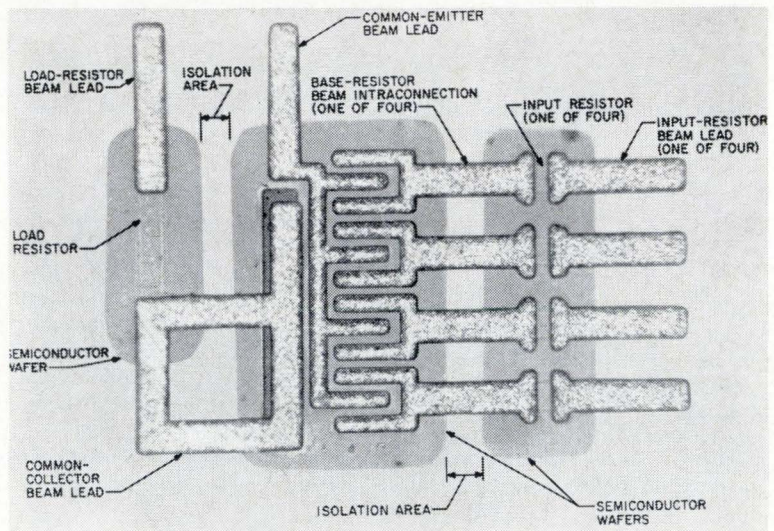 COMMON-EMITTER
BEAM LEAD
LOAD-RESISTOR
BEAM LEAD
ISOLATION
AREA
BASE-RESISTOR
BEAM INTRACONNECTION
(ONE OF FOUR)
INPUT RESISTOR
(ONE OF FOUR)
INPUT-RESISTOR
BEAM LEAD
(ONE OF FOUR)
LOAD
RESISTOR
SEMICONDUCTOR
WAFER
COMMON-
COLLECTOR
BEAM LEAD
ISOLATION AREA
SEMICONDUCTOR
WAFERS